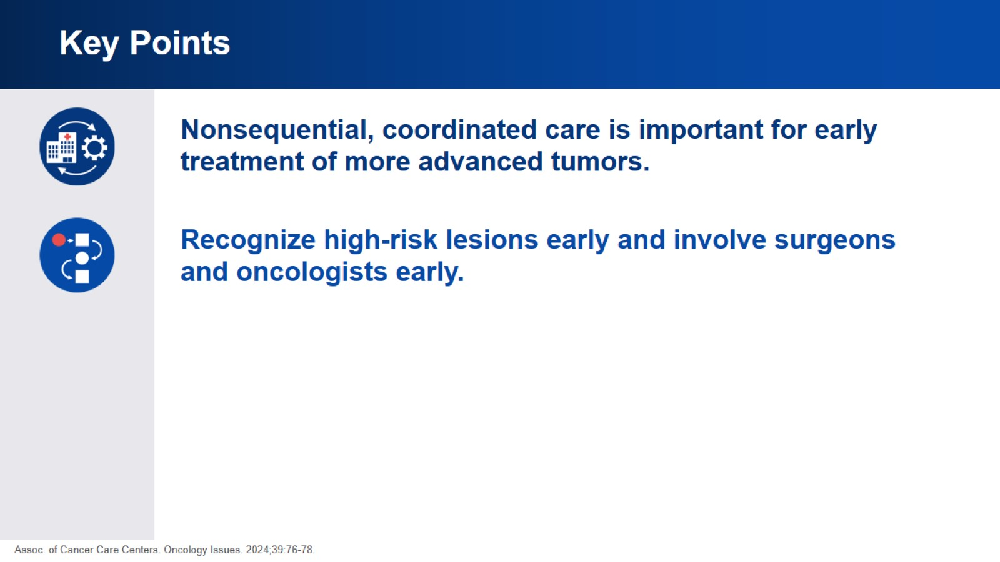 Key Points
Nonsequential, coordinated care is important for early
treatment of more advanced tumors.
Recognize high-risk lesions early and involve surgeons
and oncologists early.
Assoc. of Cancer Care Centers. Oncology Issues. 2024;39:76-78.